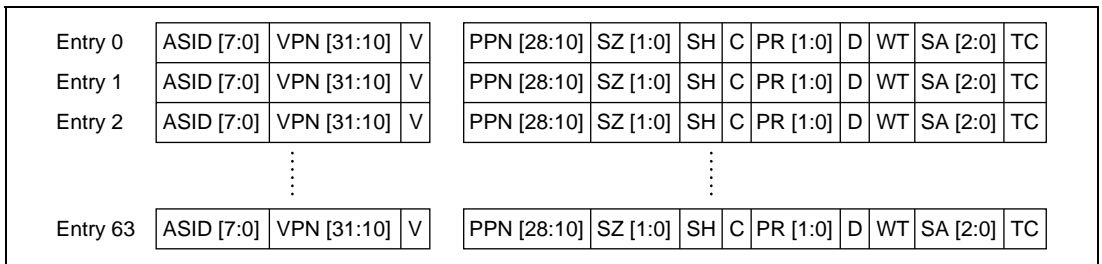 Entry 0 ASID [7:0] VPN [31:10] V PPN [28:10] SZ [1:0] SH C PR [1:0] D WT SA [2:0] TC
Entry 1 ASID [7:0] VPN [31:10] V PPN [28:10] SZ [1:0] SH C PR [1:0] D WT SA [2:0] TC
Entry 2 ASID [7:0] VPN [31:10] V PPN [28:10] SZ [1:0] SH C PR [1:0] D WT SA [2:0] TC
Entry 63 ASID [7:0] VPN [31:10] V PPN [28:10] SZ [1:0] SH C PR [1:0] D WT SA [2:0] TC